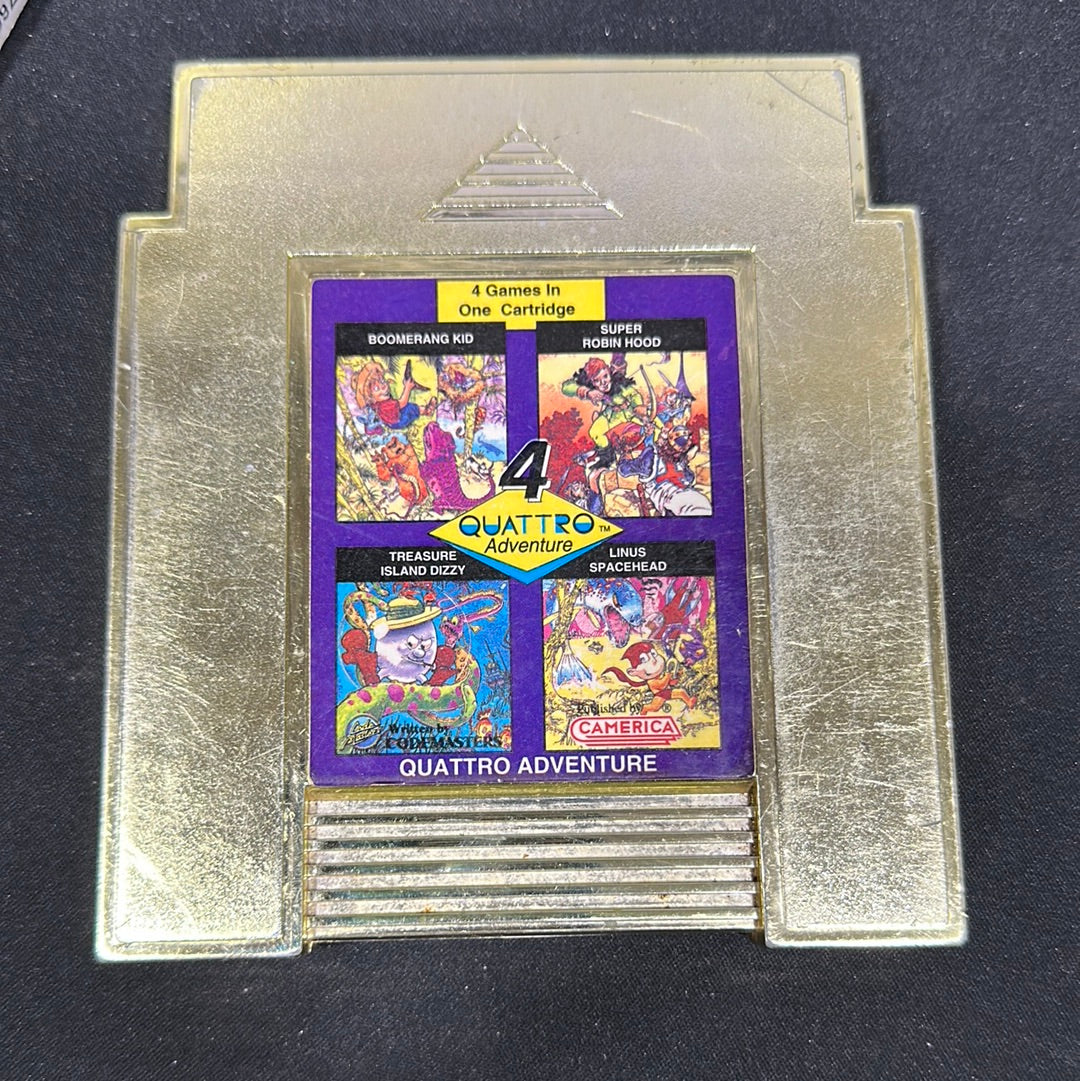 4 Games In
One Cartridge
BOOMERANG KID
SUPER
ROBIN HOOD
4
QUATTRO TM
Adventure
TREASURE
ISLAND DIZZY
LINUS
SPACEHEAD
Written by
CODEMASTERS
Published by
CAMERICA ®
QUATTRO ADVENTURE